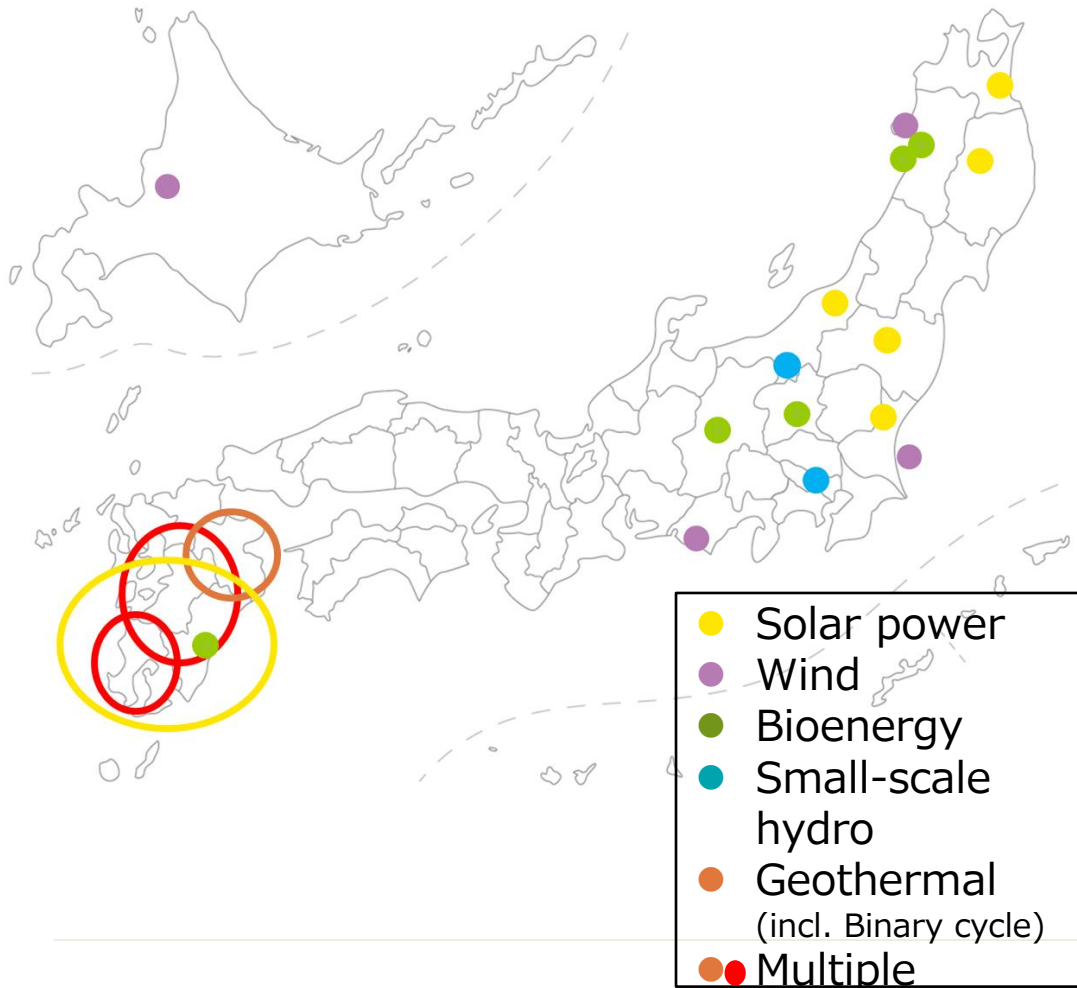 Solar power
Wind
Bioenergy
Small-scale
hydro
Geothermal
(incl. Binary cycle)
Multiple